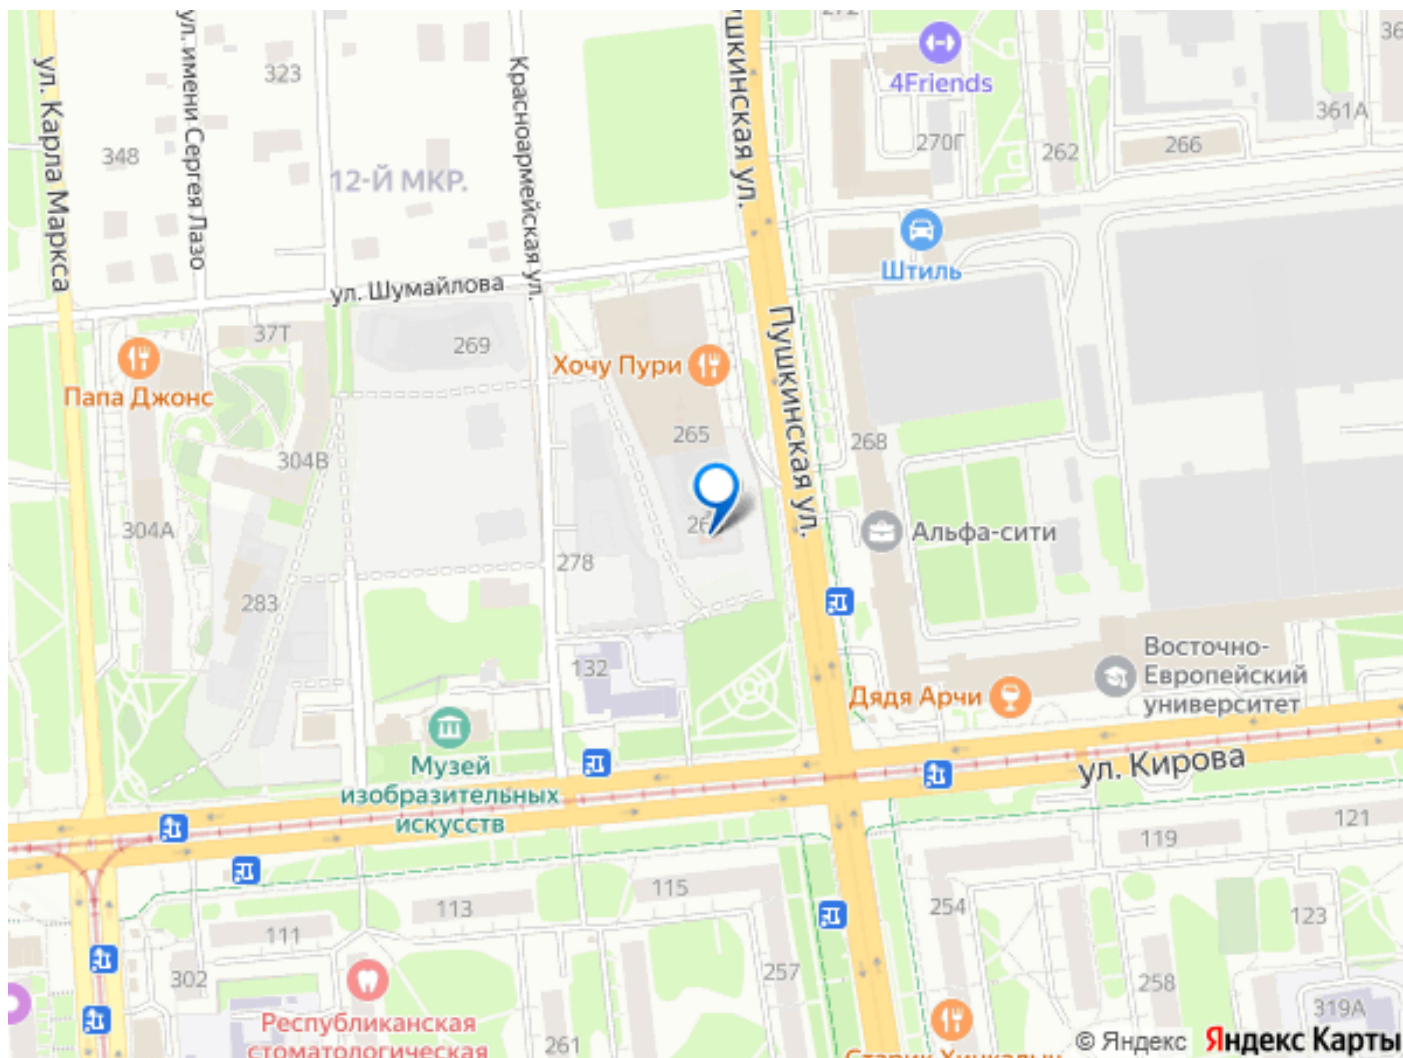 ул. Карла Маркса
ул. имени Сергея Лазо
323
348
12-Й МКР.
Красноармейская ул.
4Friends
270Г
262
266
361А
Пушкинская ул.
Штиль
ул. Шумайлова
37Т
269
Папа Джонс
Хочу Пури
265
268
304В
304А
Альфа-сити
278
283
132
Восточно-
Европейский
университет
Дядя Арчи
Музей
изобразительных
искусств
ул. Кирова
119
121
115
113
111
254
123
302
257
258
319А
Республиканская
стоматологическая
261
© Яндекс
Яндекс Карты